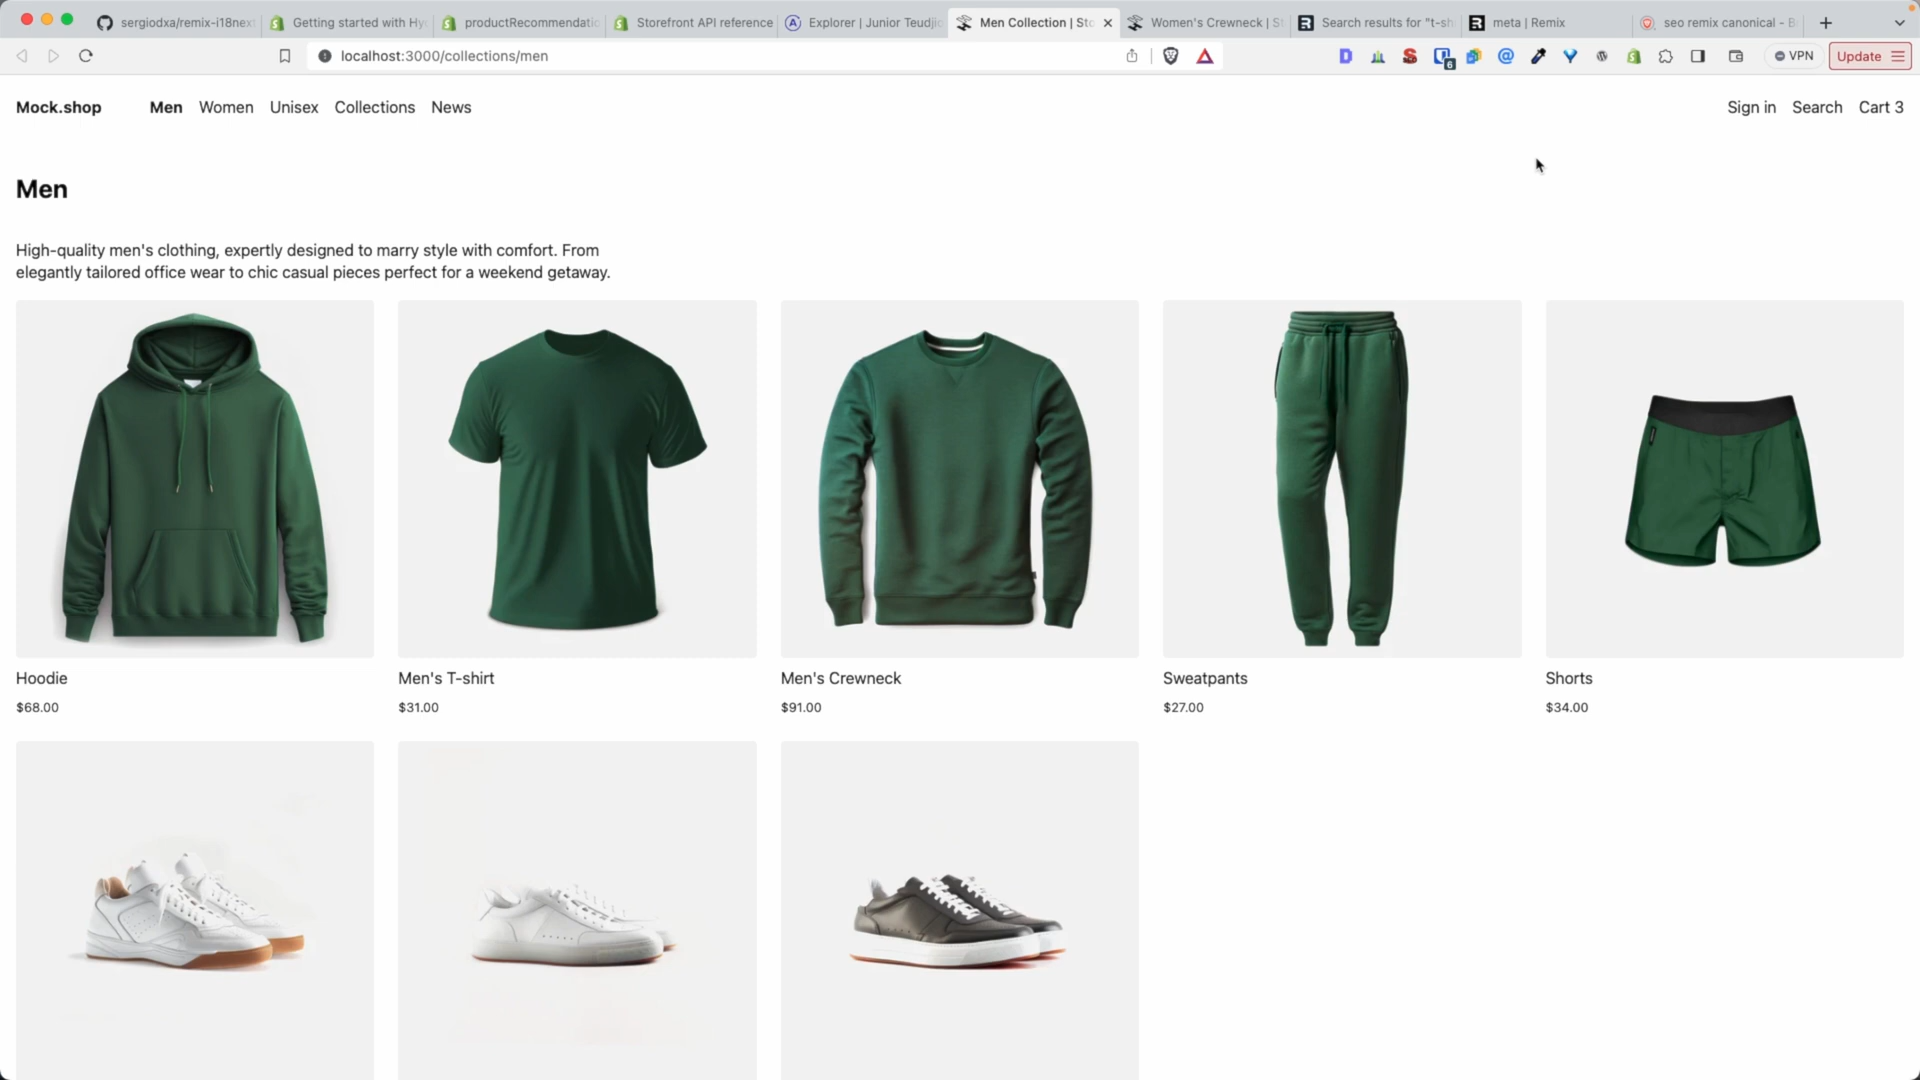 sergiodxa/remix-i18nex
Getting started with Hy
productRecommendatio
Storefront API reference
Explorer | Junior Teudji
Men Collection | Sto
Women's Crewneck | S
Search results for "t-sh
meta | Remix
seo remix canonical - B
localhost:3000/collections/men
6
VPN
Update
Mock.shop
Men
Women
Unisex
Collections
News
Sign in
Search
Cart 3
Men
High-quality men's clothing, expertly designed to marry style with comfort. From
elegantly tailored office wear to chic casual pieces perfect for a weekend getaway.
Hoodie
$68.00
Men's T-shirt
$31.00
Men's Crewneck
$91.00
Sweatpants
$27.00
Shorts
$34.00